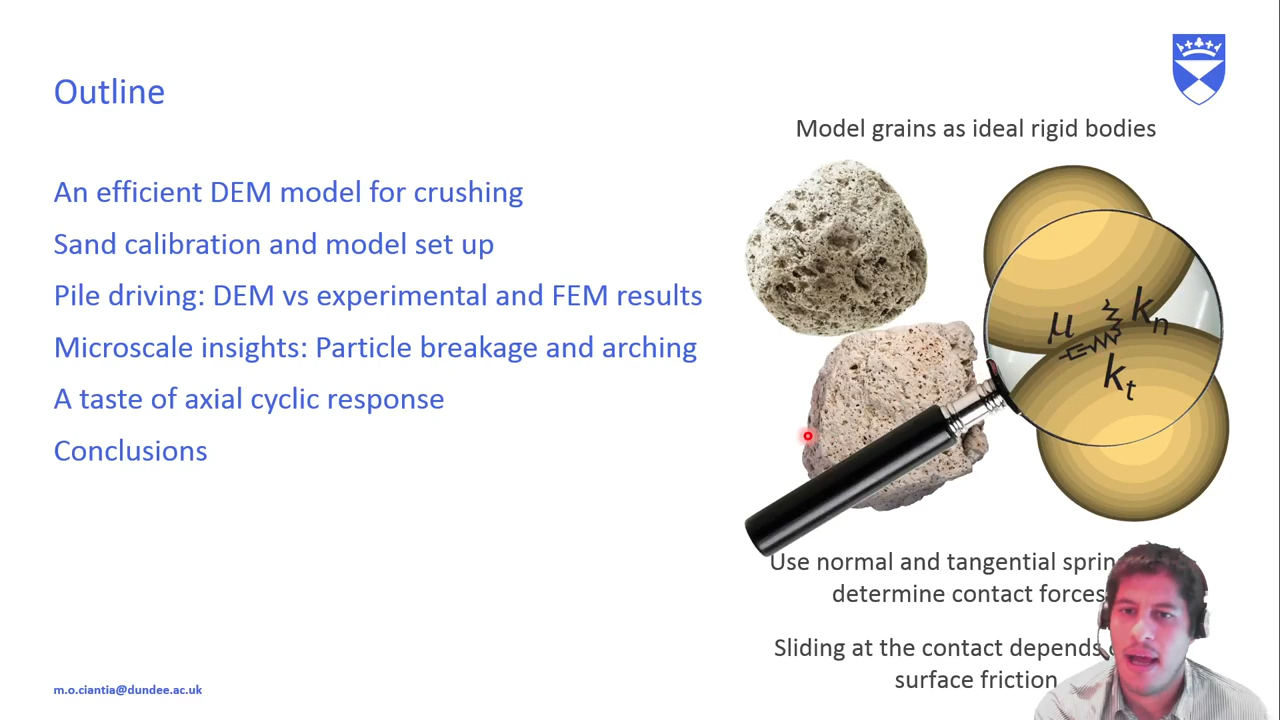 Outline
An efficient DEM model for crushing
Sand calibration and model set up
Pile driving: DEM vs experimental and FEM results
Microscale insights: Particle breakage and arching
A taste of axial cyclic response
Conclusions
Model grains as ideal rigid bodies
μ
kn
kt
Use normal and tangential
determine contact forces
Sliding at the contact depends
surface friction
m.o.ciantia@dundee.ac.uk